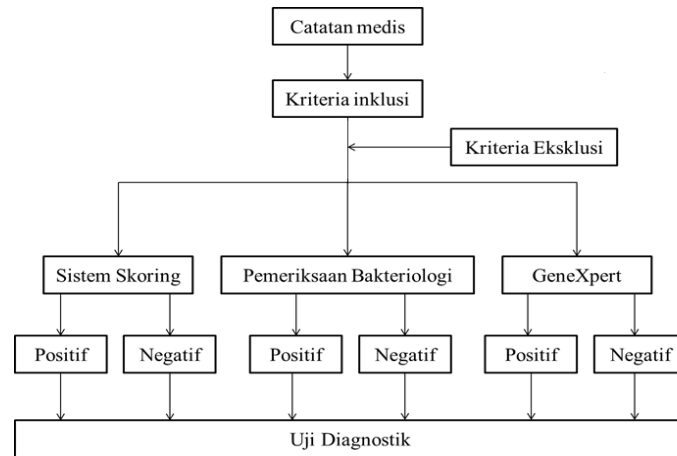 Catatan medis
Kriteria inklusi
Kriteria Eksklusi
Sistem Skoring
Pemeriksaan Bakteriologi
GeneXpert
Positif
Negatif
Positif
Negatif
Positif
Negatif
Uji Diagnostik